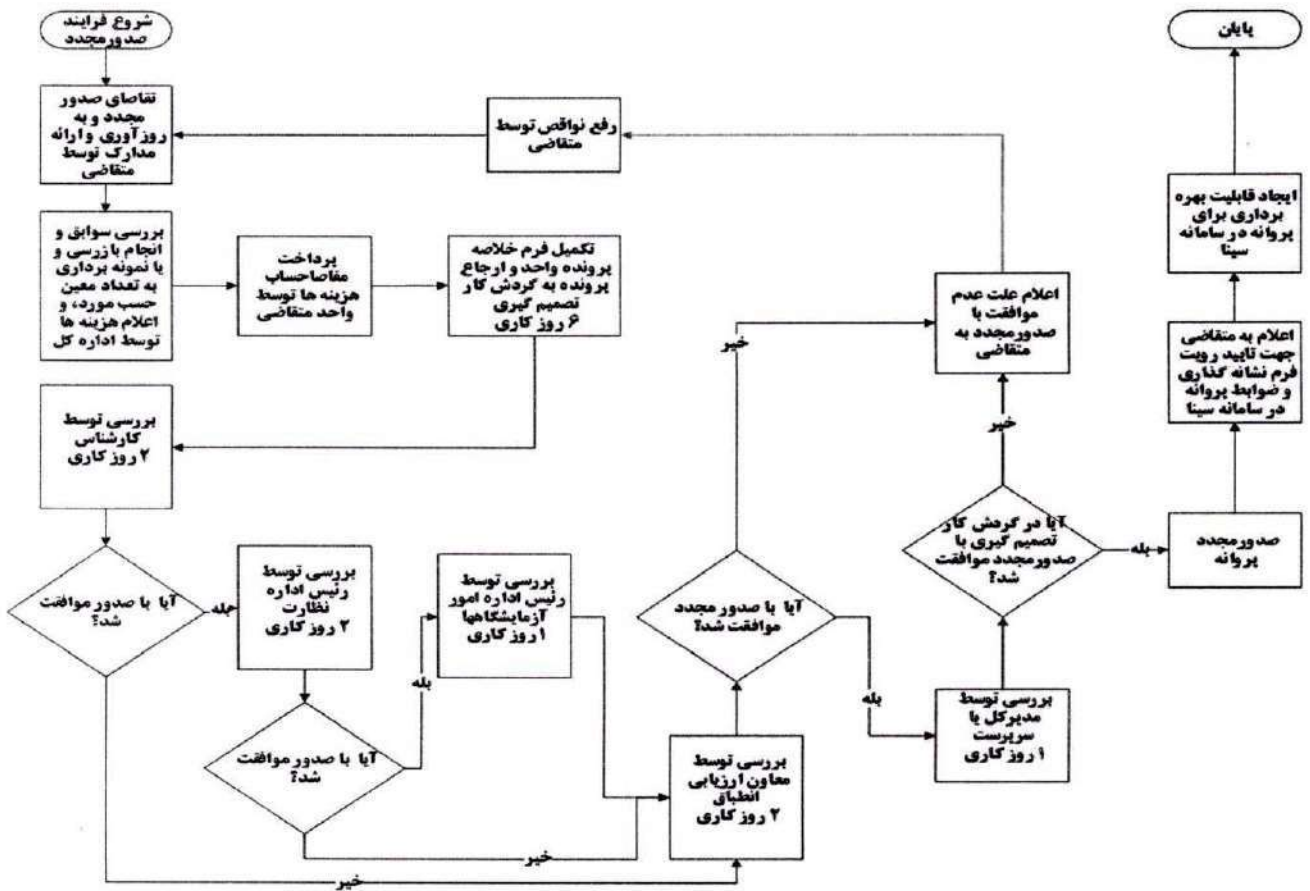 شروع فرایند
صدورمجدد
تقاضای صدور
مجدد و به
روزآوری و ارائه
مدارک توسط
متقاضی
رفع نواقص توسط
متقاضی
بررسی سوابق و
انجام بازرسی و
یا نمونه برداری
به تعداد معین
حسب مورد، و
اعلام هزینه ها
توسط اداره کل
پرداخت
مفاصاحساب
هزینه ها توسط
واحد متقاضی
تکمیل فرم خلاصه
پرونده واحد و ارجاع
پرونده به گردش کار
تصمیم گیری
۶ روز کاری
بررسی توسط
کارشناس
۲ روز کاری
آیا با صدور موافقت
شد؟
بله
بررسی توسط
رئیس اداره
نظارت
۲ روز کاری
آیا با صدور موافقت
شد؟
بله
بررسی توسط
رئیس اداره امور
آزمایشگاهها
۱ روز کاری
خیر
خیر
بررسی توسط
معاون ارزیابی
انطباق
۲ روز کاری
آیا با صدور مجدد
موافقت شد؟
خیر
بله
بررسی توسط
مدیرکل یا
سرپرست
۱ روز کاری
آیا در گردش کار
تصمیم گیری با
صدورمجدد موافقت
شد؟
خیر
اعلام علت عدم
موافقت با
صدورمجدد به
متقاضی
بله
صدورمجدد
پروانه
اعلام به متقاضی
جهت تایید رویت
فرم نشانه گذاری
و ضوابط پروانه
در سامانه سینا
ایجاد قابلیت بهره
برداری برای
پروانه در سامانه
سینا
پایان